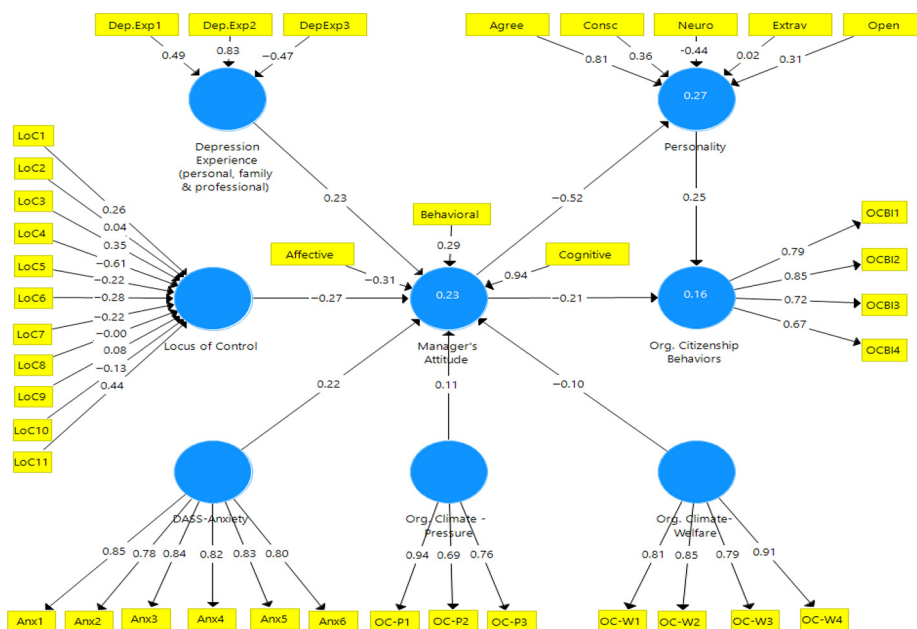 Dep.Exp1 Dep.Exp2 DepExp3 Agree Consc Neuro Extrav Open
0.49 0.83 −0.47 0.81 0.36 -0.44 0.02 0.31
0.27
LoC1
LoC2
LoC3
LoC4
LoC5
LoC6
LoC7
LoC8
LoC9
LoC10
LoC11
0.26
0.04
0.35
−0.61
−0.22
−0.28
−0.22
−0.00
0.08
−0.13
0.44
Depression
Experience
(personal, family
& professional)
Personality
0.23
−0.52
0.25
Behavioral
Affective
Cognitive
0.29
−0.31
0.94
−0.27
0.23
−0.21
0.16
Locus of Control
Manager's
Attitude
Org. Citizenship
Behaviors
OCBI1
OCBI2
OCBI3
OCBI4
0.79
0.85
0.72
0.67
0.22
0.11
−0.10
DASS-Anxiety
Org. Climate -
Pressure
Org. Climate-
Welfare
0.85 0.78 0.84 0.82 0.83 0.80
0.94 0.69 0.76
0.81 0.85 0.79 0.91
Anx1 Anx2 Anx3 Anx4 Anx5 Anx6 OC-P1 OC-P2 OC-P3 OC-W1 OC-W2 OC-W3 OC-W4